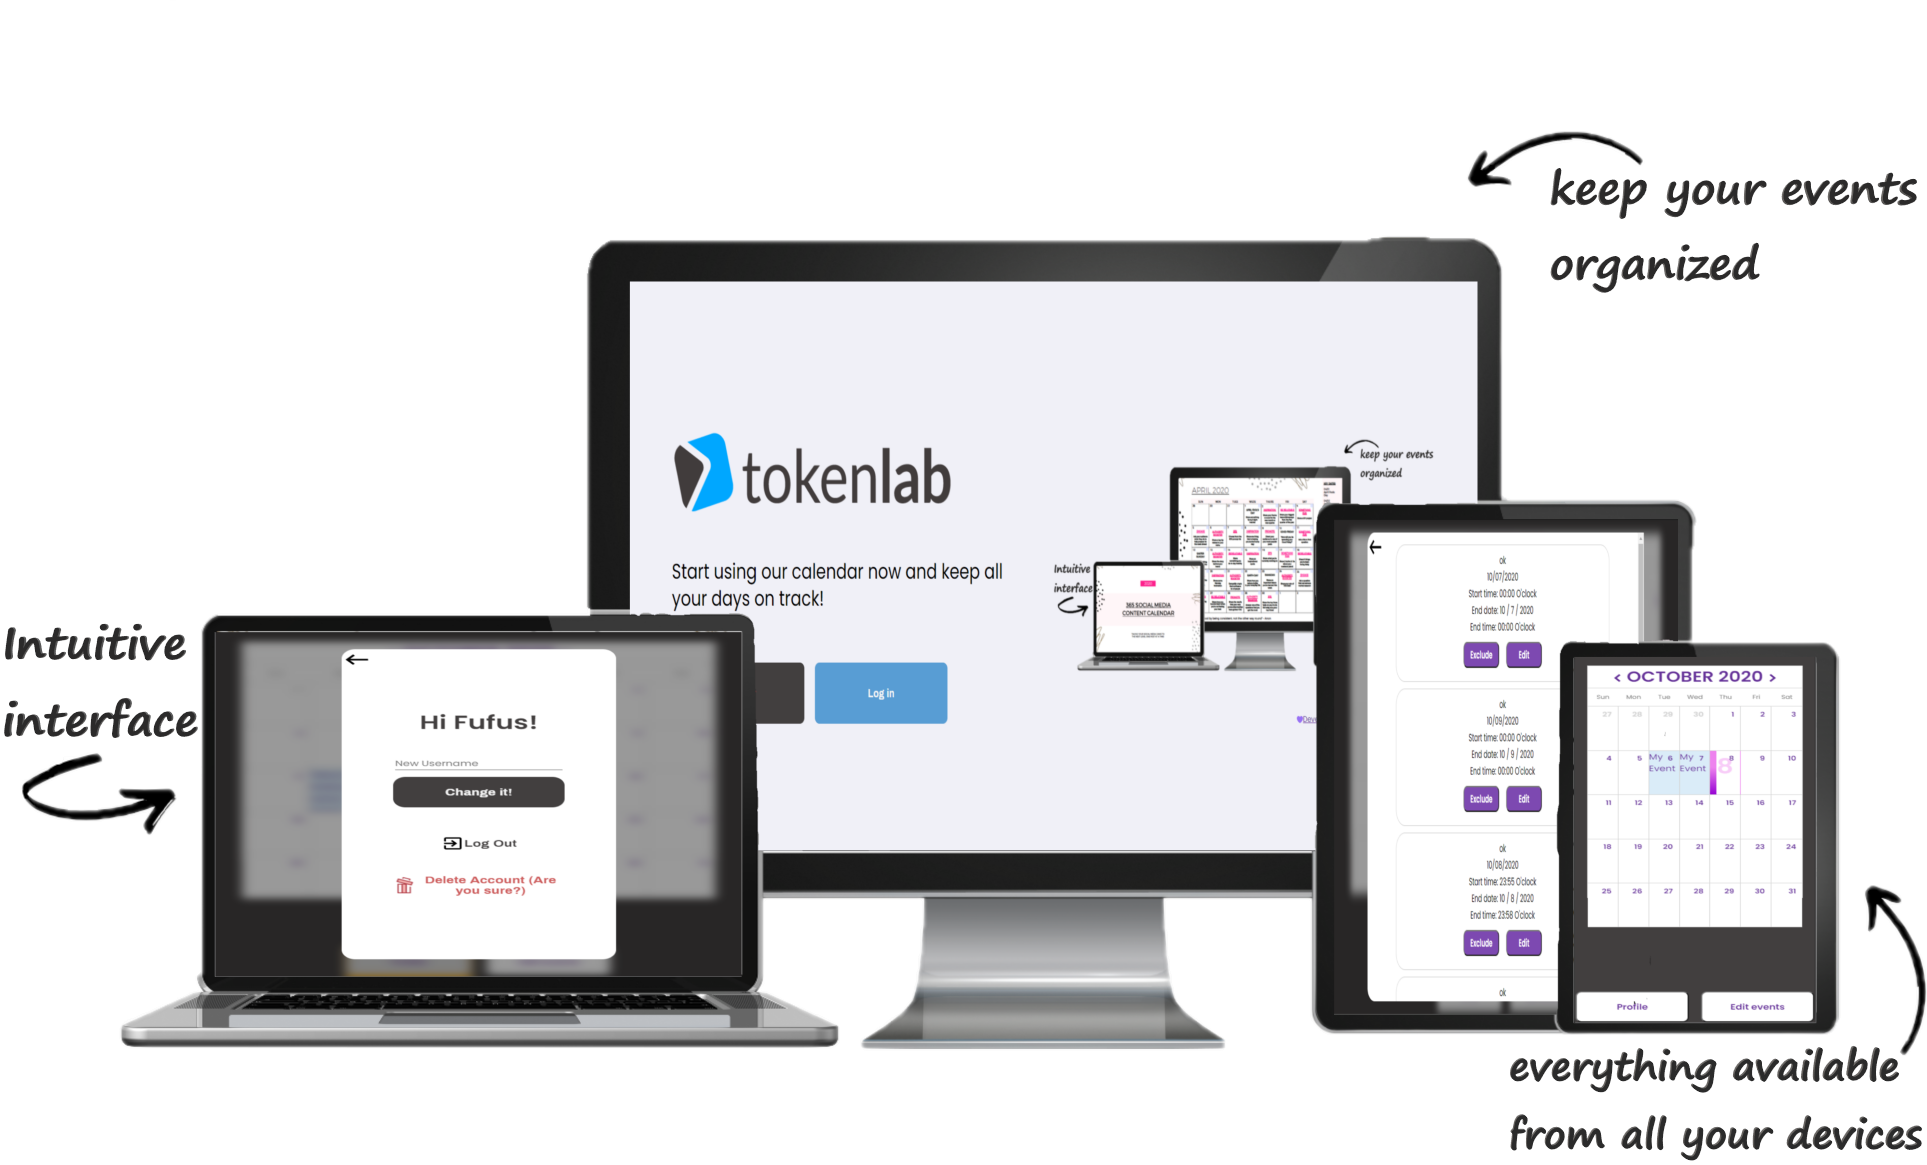 keep your events
organized
tokenlab
Start using our calendar now and keep all
your days on track!
Log in
keep your events
organized
APRIL 2020
Intuitive
interface
365 SOCIAL MEDIA
CONTENT CALENDAR
Intuitive
interface
Hi Fufus!
New Username
Change it!
Log Out
Delete Account (Are
you sure?)
ok
10/07/2020
Start time: 00:00 O'clock
End date: 10 / 7 / 2020
End time: 00:00 O'clock
Exclude Edit
ok
10/09/2020
Start time: 00:00 O'clock
End date: 10 / 9 / 2020
End time: 00:00 O'clock
Exclude Edit
ok
10/08/2020
Start time: 23:55 O'clock
End date: 10 / 8 / 2020
End time: 23:58 O'clock
Exclude Edit
ok
< OCTOBER 2020 >
Sun Mon Tue Wed Thu Fri Sat
27 28 29 30 1 2 3
4 5 My 6 My 7 8 9 10
Event Event 8
11 12 13 14 15 16 17
18 19 20 21 22 23 24
25 26 27 28 29 30 31
Profile Edit events
everything available
from all your devices